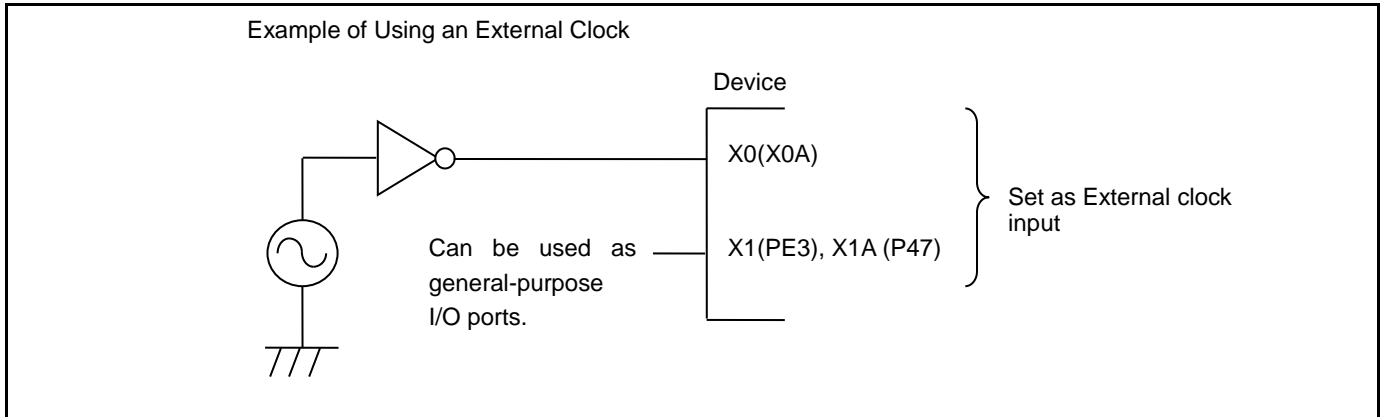 Example of Using an External Clock
Device
X0(X0A)
Can be used as
general-purpose
I/O ports.
X1(PE3), X1A (P47)
Set as External clock
input